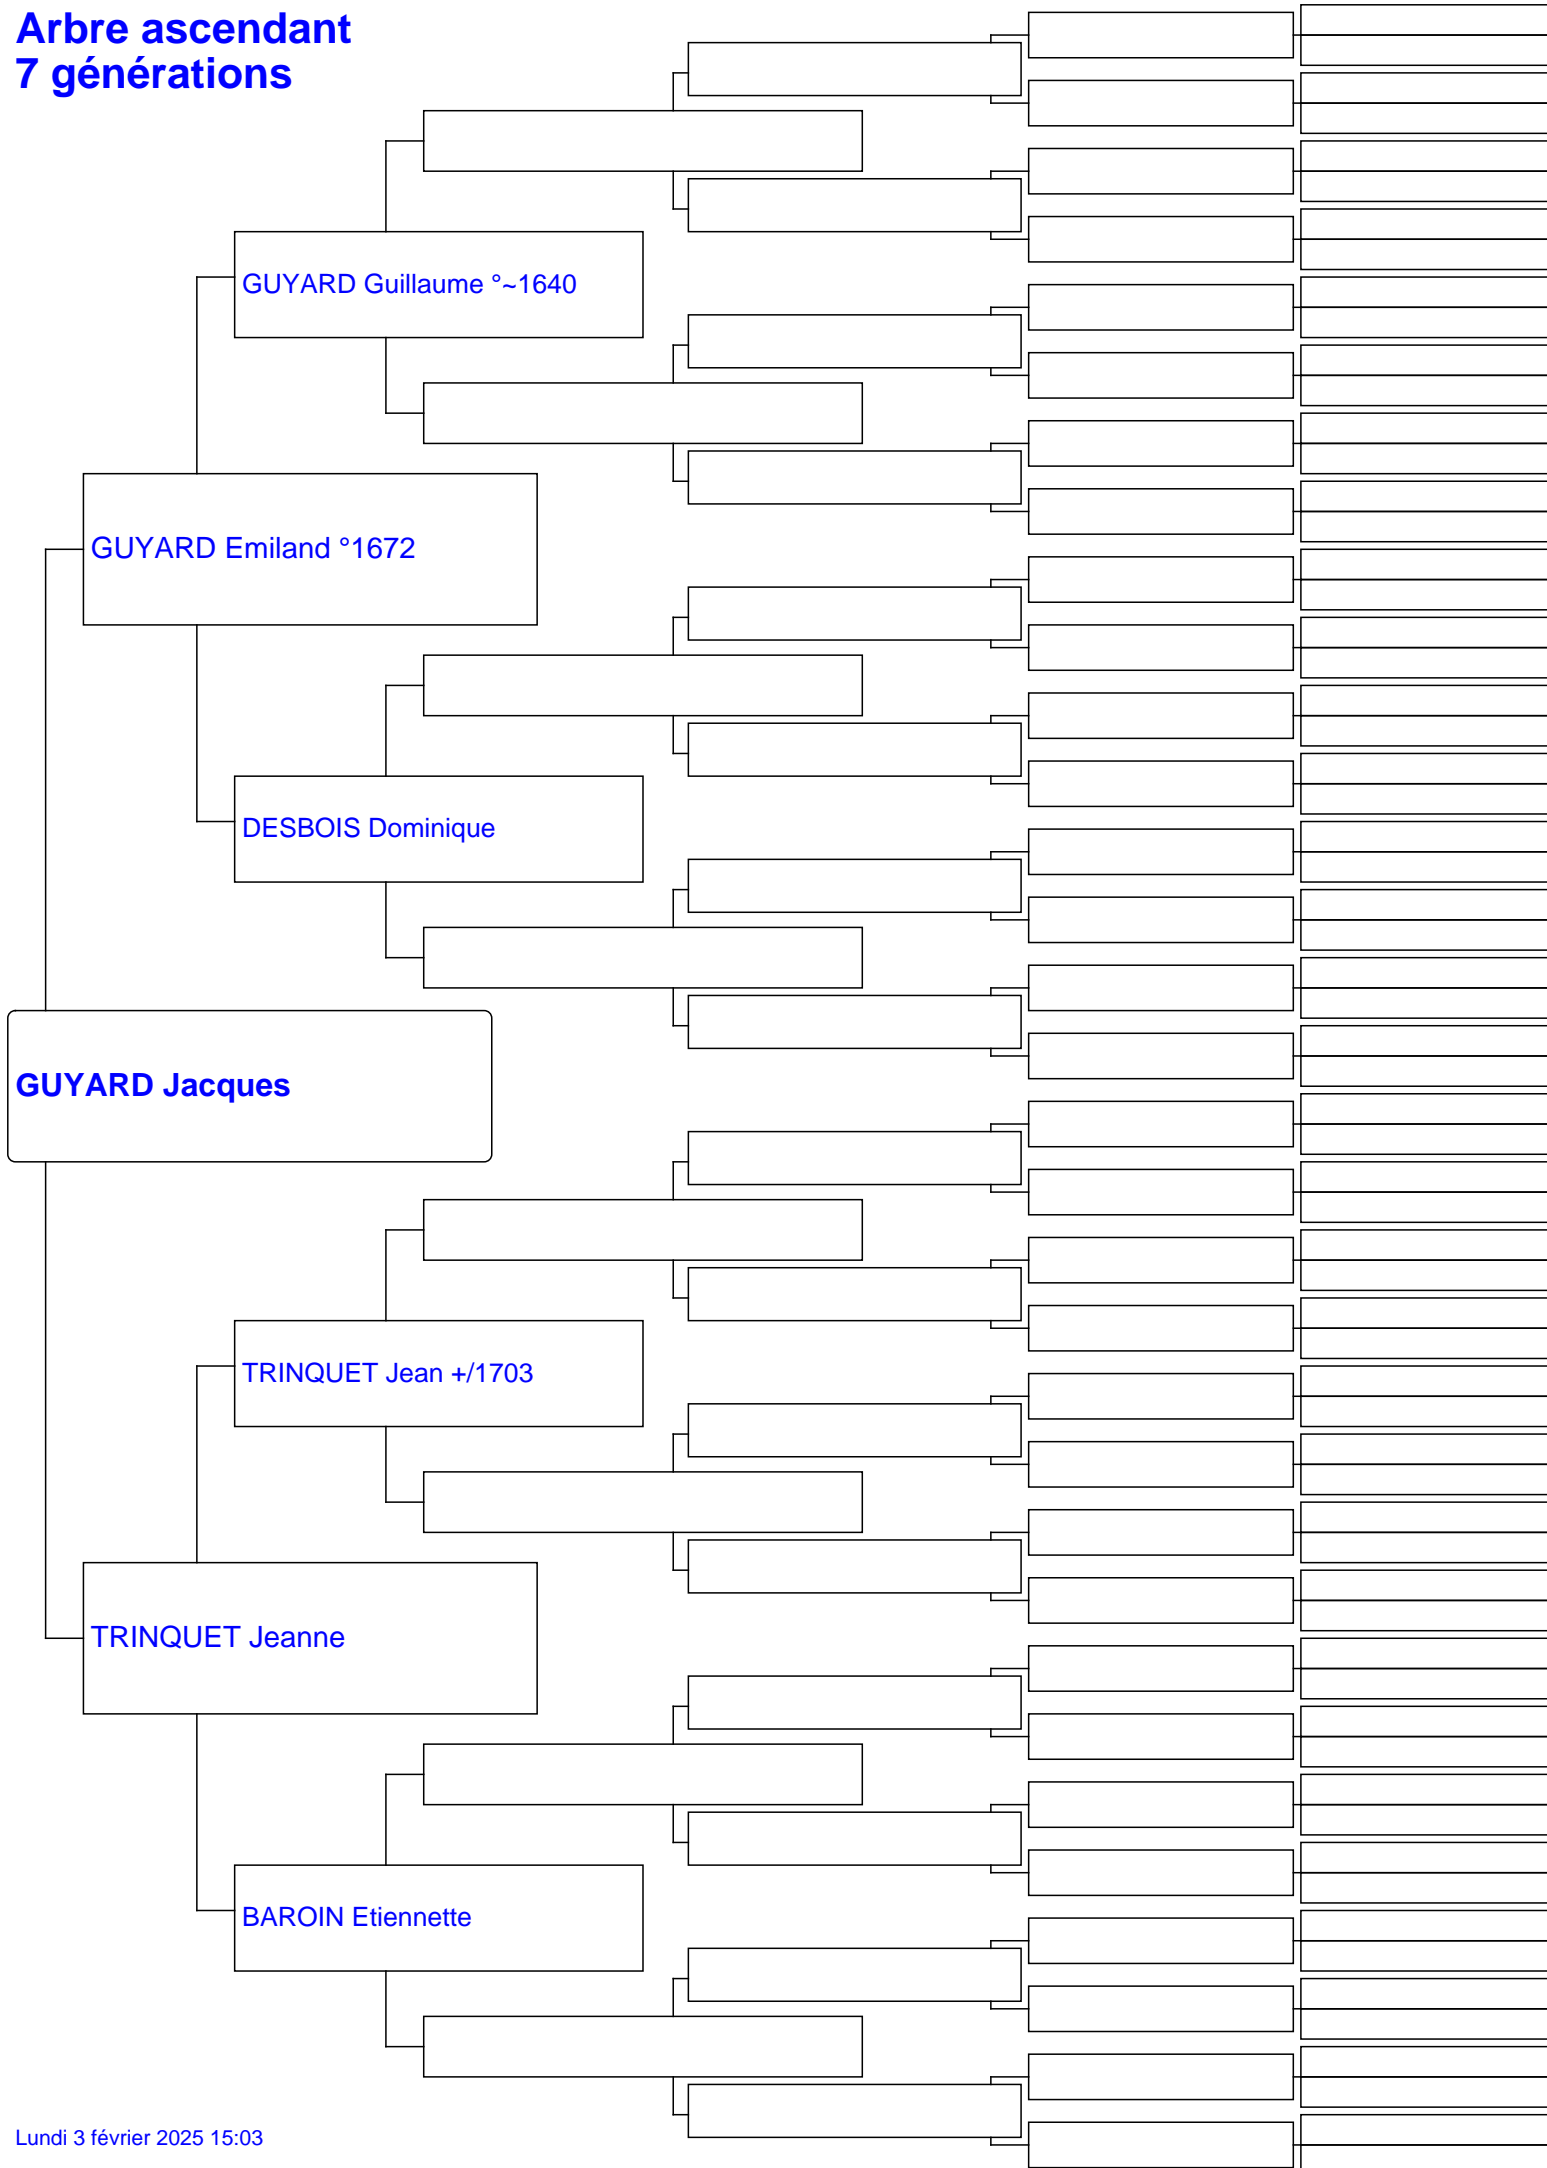 Arbre ascendant
7 générations
GUYARD Guillaume °~1640
GUYARD Emiland °1672
DESBOIS Dominique
GUYARD Jacques
TRINQUET Jean +/1703
TRINQUET Jeanne
BAROIN Etiennette
Lundi 3 février 2025 15:03